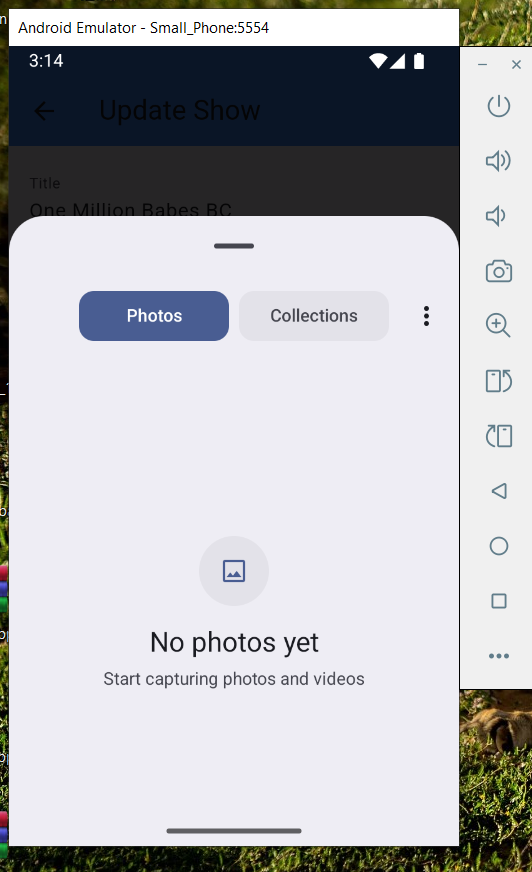 Android Emulator - Small_Phone:5554
3:14
Update Show
Title
One Million Babes BC
Photos
Collections
No photos yet
Start capturing photos and videos